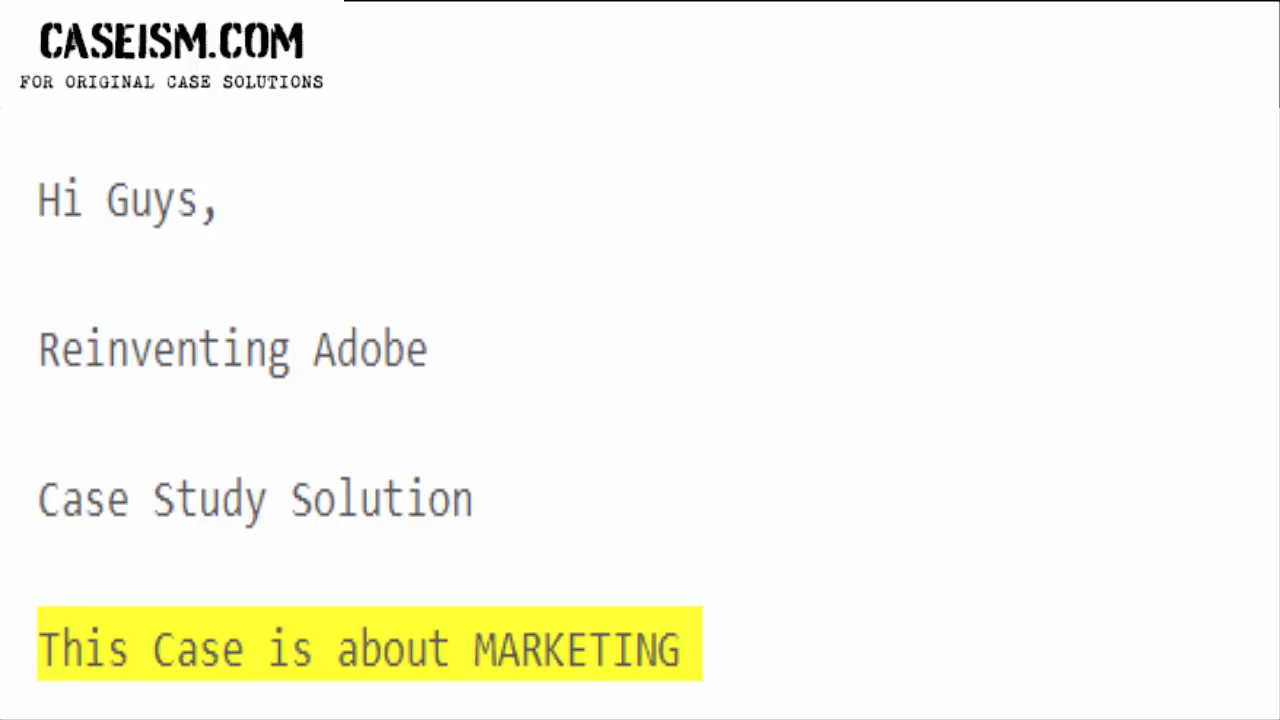 CASEISM.COM
FOR ORIGINAL CASE SOLUTIONS
Hi Guys,
Reinventing Adobe
Case Study Solution
This Case is about MARKETING